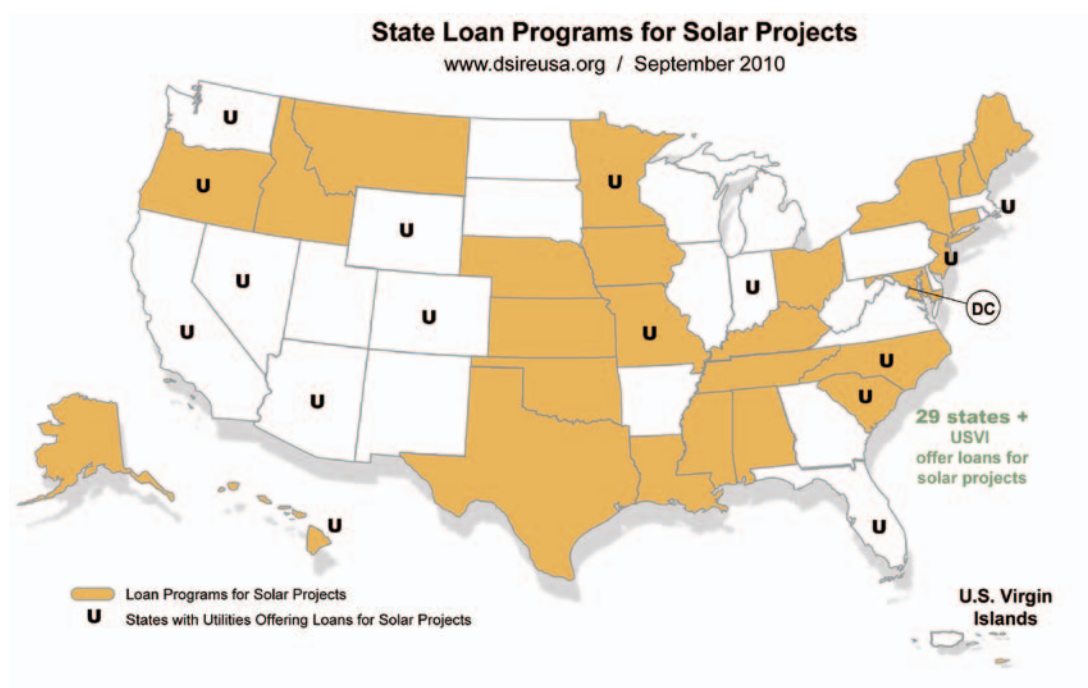 State Loan Programs for Solar Projects
www.dsireusa.org / September 2010
U
U
U
U
U
U
U
U
U
U
DC
U
U
U
U
29 states +
USVI
offer loans for
solar projects
U
U
Loan Programs for Solar Projects
U States with Utilities Offering Loans for Solar Projects
U.S. Virgin
Islands